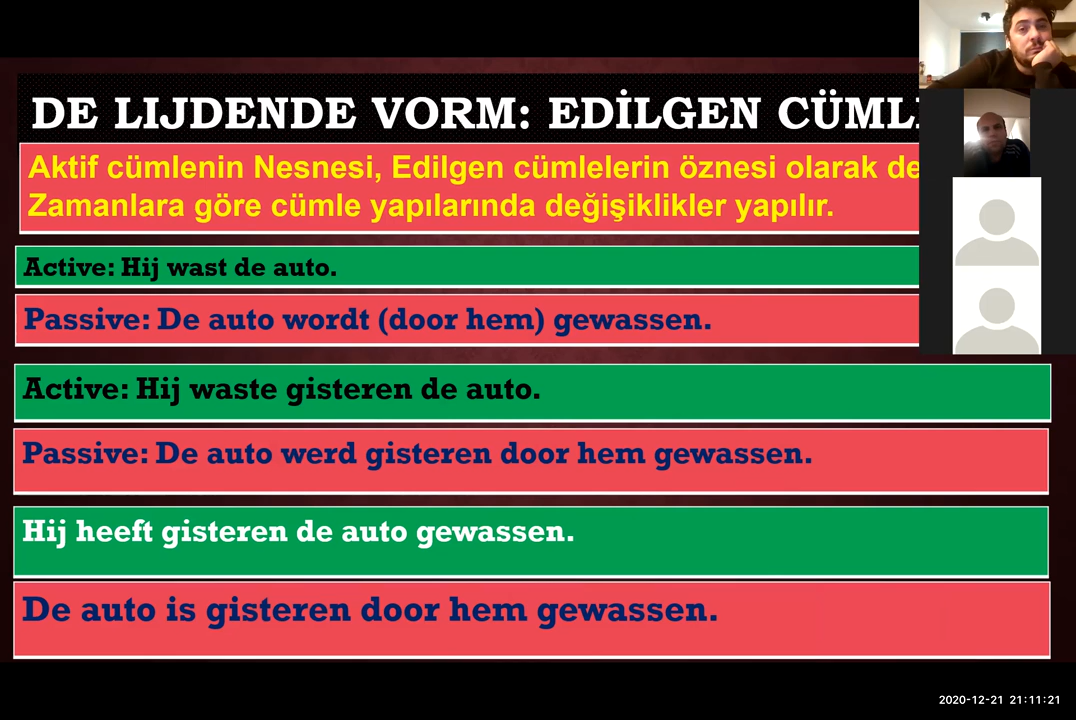 DE LIJDENDE VORM: EDİLGEN
Aktif cümlenin Nesnesi, Edilgen cümlelerin öznesi olarak
Zamanlara göre cümle yapılarında değişiklikler yapılır.
Active: Hij wast de auto.
Passive: De auto wordt (door hem) gewassen.
Active: Hij waste gisteren de auto.
Passive: De auto werd gisteren door hem gewassen.
Hij heeft gisteren de auto gewassen.
De auto is gisteren door hem gewassen.
2020-12-21 21:11:21